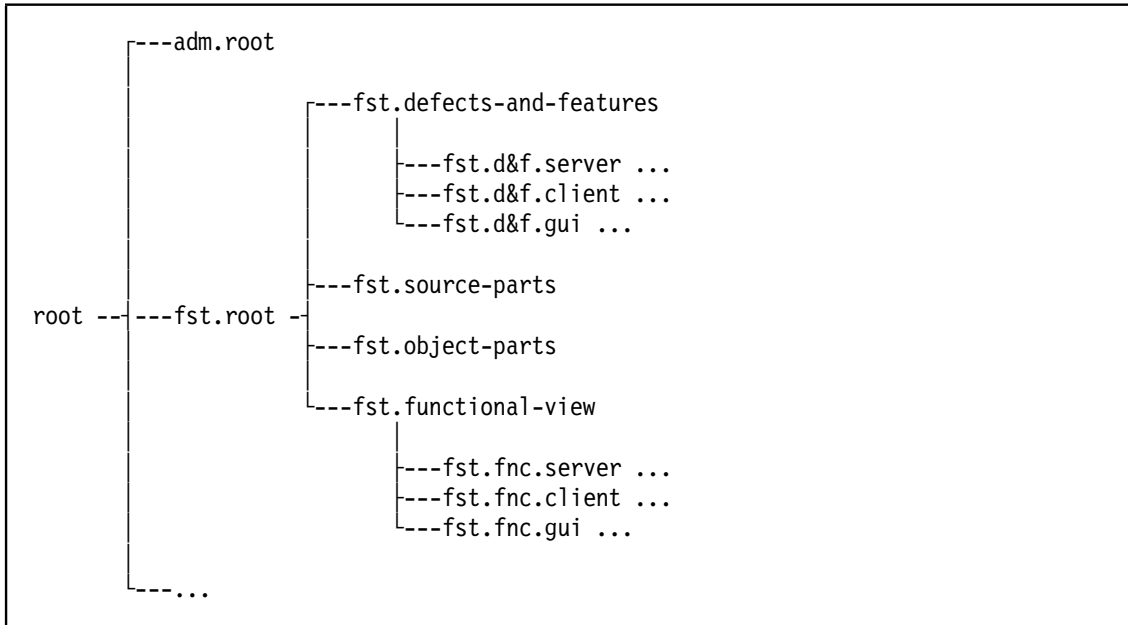 ---adm.root
---fst.defects-and-features
---fst.d&f.server ...
---fst.d&f.client ...
---fst.d&f.gui ...
---fst.source-parts
root -- ---fst.root -
---fst.object-parts
---fst.functional-view
---fst.fnc.server ...
---fst.fnc.client ...
---fst.fnc.gui ...
---...